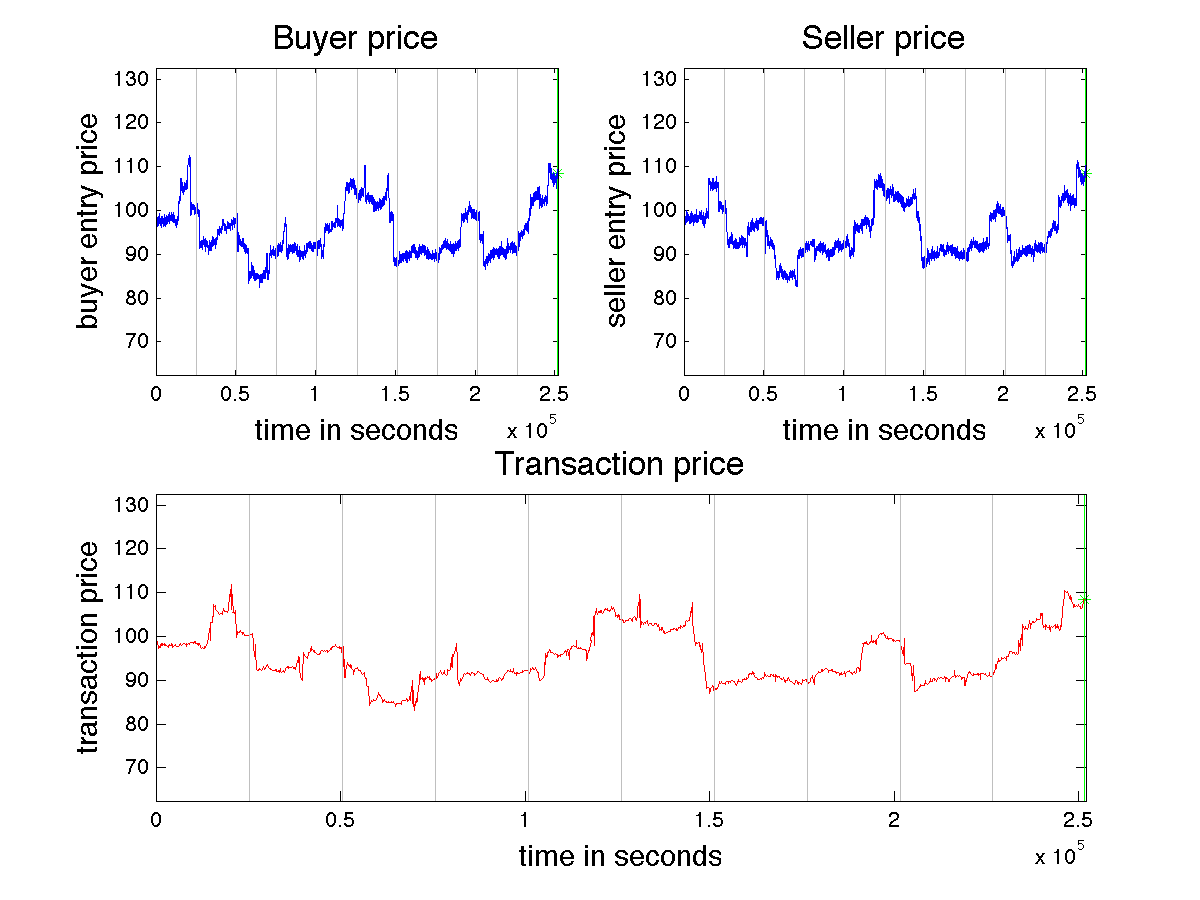 Buyer price
130
120
110
100
90
80
70
buyer entry price
0 0.5 1 1.5 2 2.5
x 10^5
time in seconds
Seller price
130
120
110
100
90
80
70
seller entry price
0 0.5 1 1.5 2 2.5
x 10^5
time in seconds
Transaction price
130
120
110
100
90
80
70
transaction price
0 0.5 1 1.5 2 2.5
x 10^5
time in seconds